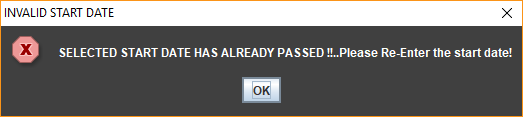 INVALID START DATE
SELECTED START DATE HAS ALREADY PASSED !!..Please Re-Enter the start date!
OK